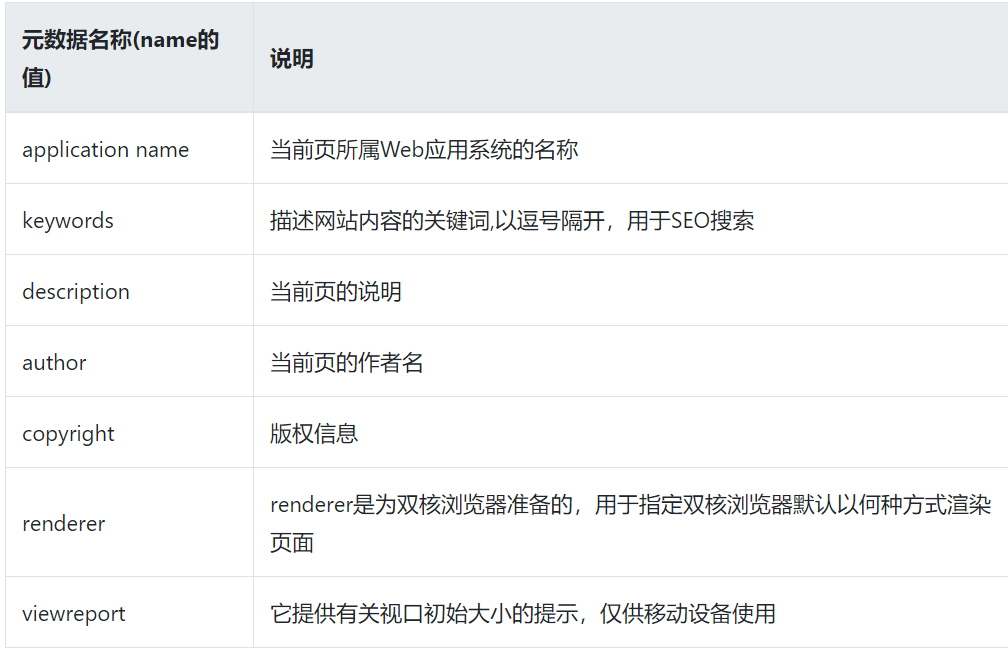 元数据名称(name的
值)
说明
application name
当前页所属Web应用系统的名称
keywords
描述网站内容的关键词,以逗号隔开，用于SEO搜索
description
当前页的说明
author
当前页的作者名
copyright
版权信息
renderer
renderer是为双核浏览器准备的，用于指定双核浏览器默认以何种方式渲染
页面
viewreport
它提供有关视口初始大小的提示，仅供移动设备使用